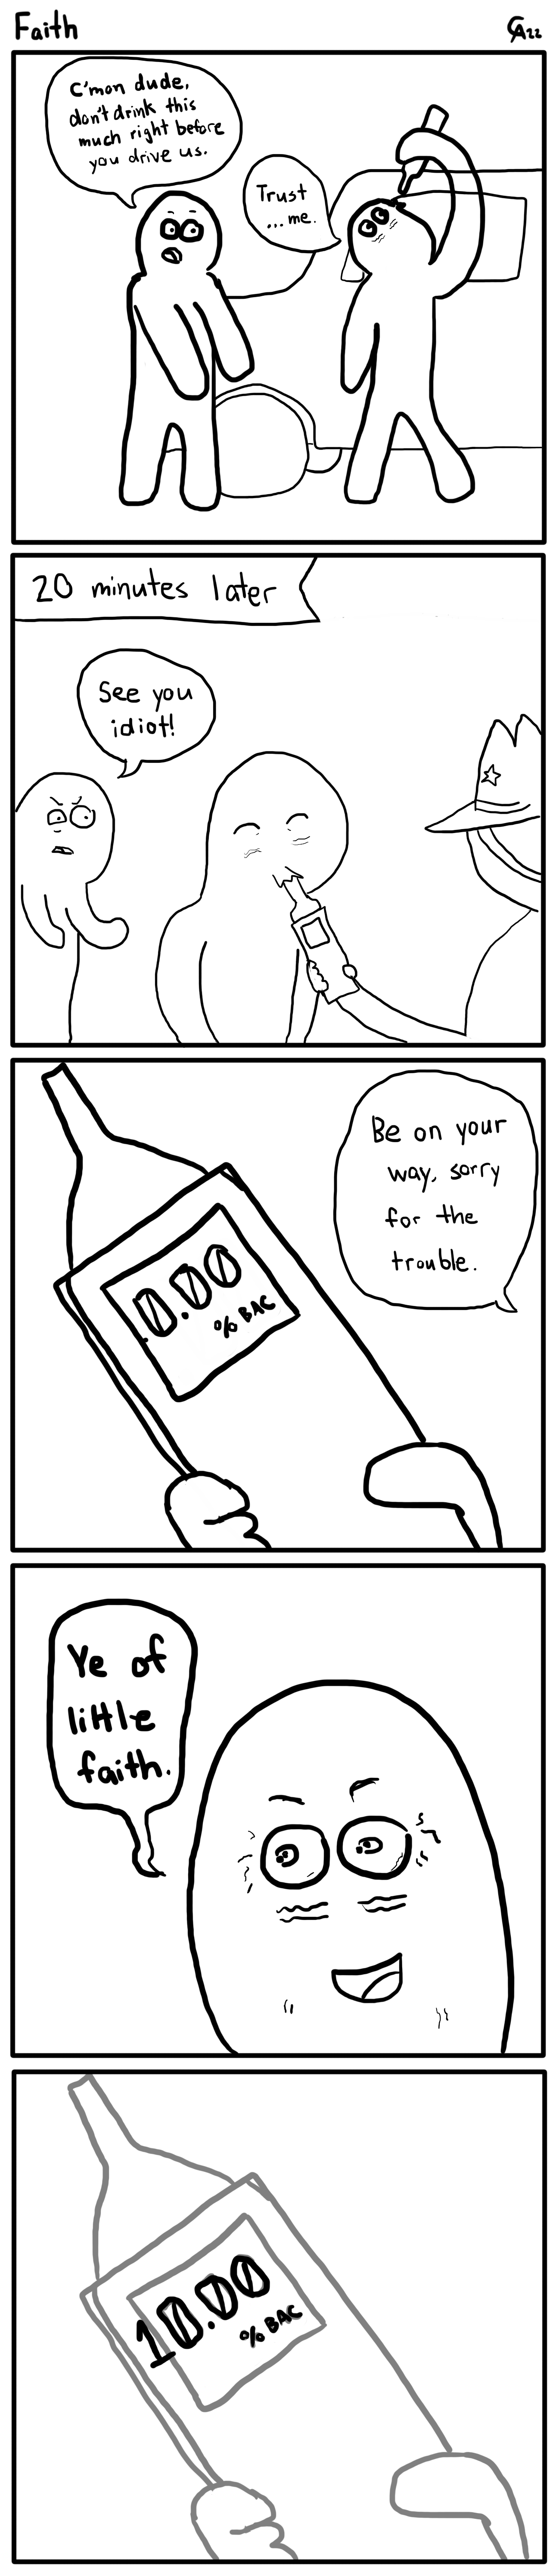 Faith
CA22
C'mon dude,
don't drink this
much right before
you drive us.
Trust
...me.
20 minutes later
See you
idiot!
Be on your
way, sorry
for the
trouble.
0.00
% BAC
Ye of
little
faith.
10.00
% BAC